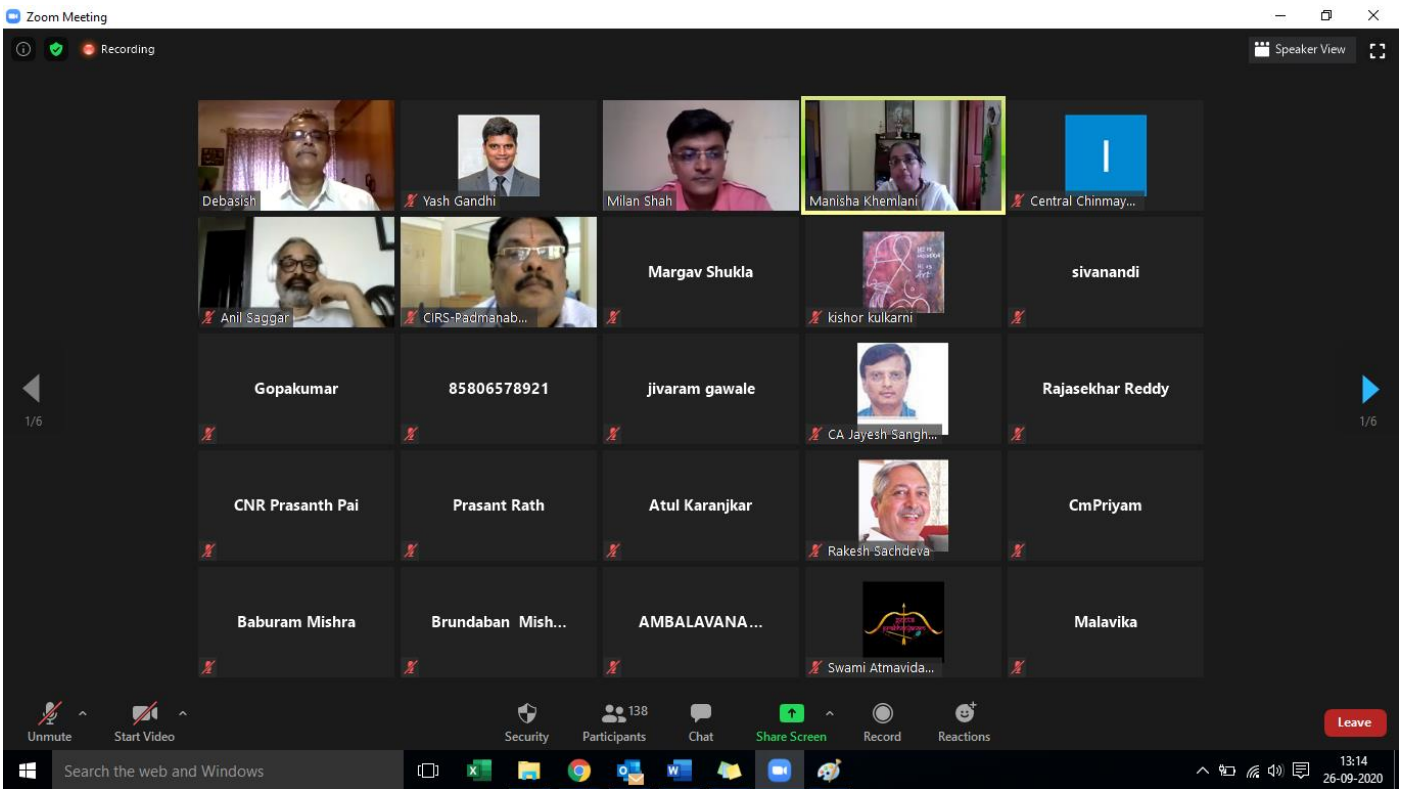 Zoom Meeting
Recording
Speaker View
Debasish
Yash Gandhi
Milan Shah
Manisha Khemlani
I
Central Chinmay...
Anil Saggar
CIRS-Padmanab...
Margav Shukla
kishor kulkarni
sivanandi
Gopakumar
85806578921
jivaram gawale
CA Jayesh Sangh...
Rajasekhar Reddy
1/6
1/6
CNR Prasanth Pai
Prasant Rath
Atul Karanjkar
Rakesh Sachdeva
CmPriyam
Baburam Mishra
Brundaban Mish...
AMBALAVANA...
Swami Atmavida...
Malavika
Unmute
Start Video
Security
138
Participants
Chat
Share Screen
Record
Reactions
Leave
Search the web and Windows
13:14
26-09-2020